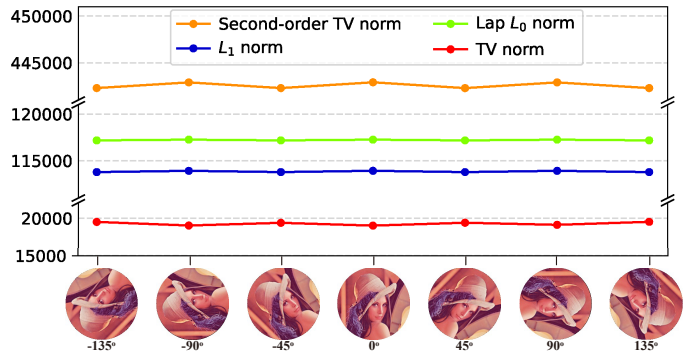 450000
Second-order TV norm
Lap L0 norm
L1 norm
TV norm
445000
120000
115000
20000
15000
-135° -90° -45° 0° 45° 90° 135°